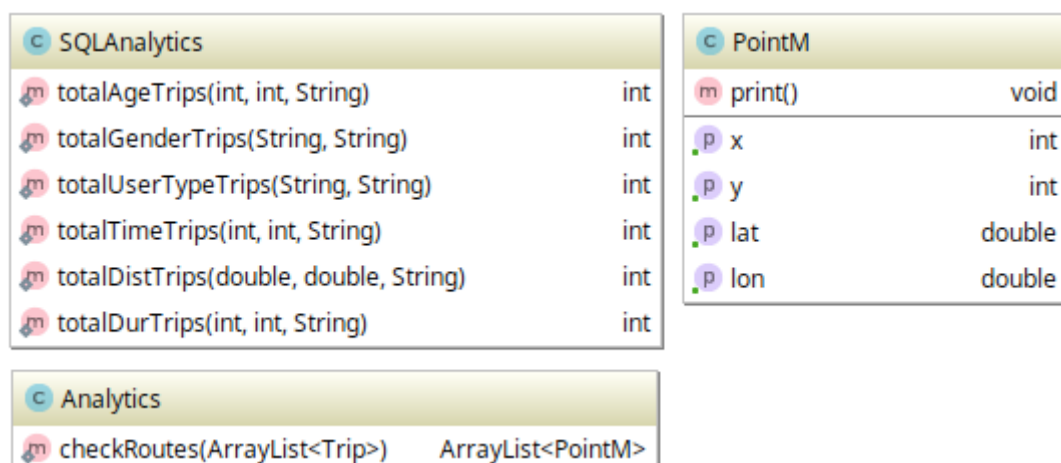 C SQLAnalytics
m totalAgeTrips(int, int, String) int
m totalGenderTrips(String, String) int
m totalUserTypeTrips(String, String) int
m totalTimeTrips(int, int, String) int
m totalDistTrips(double, double, String) int
m totalDurTrips(int, int, String) int
C PointM
m print() void
p x int
p y int
p lat double
p lon double
C Analytics
m checkRoutes(ArrayList<Trip>) ArrayList<PointM>